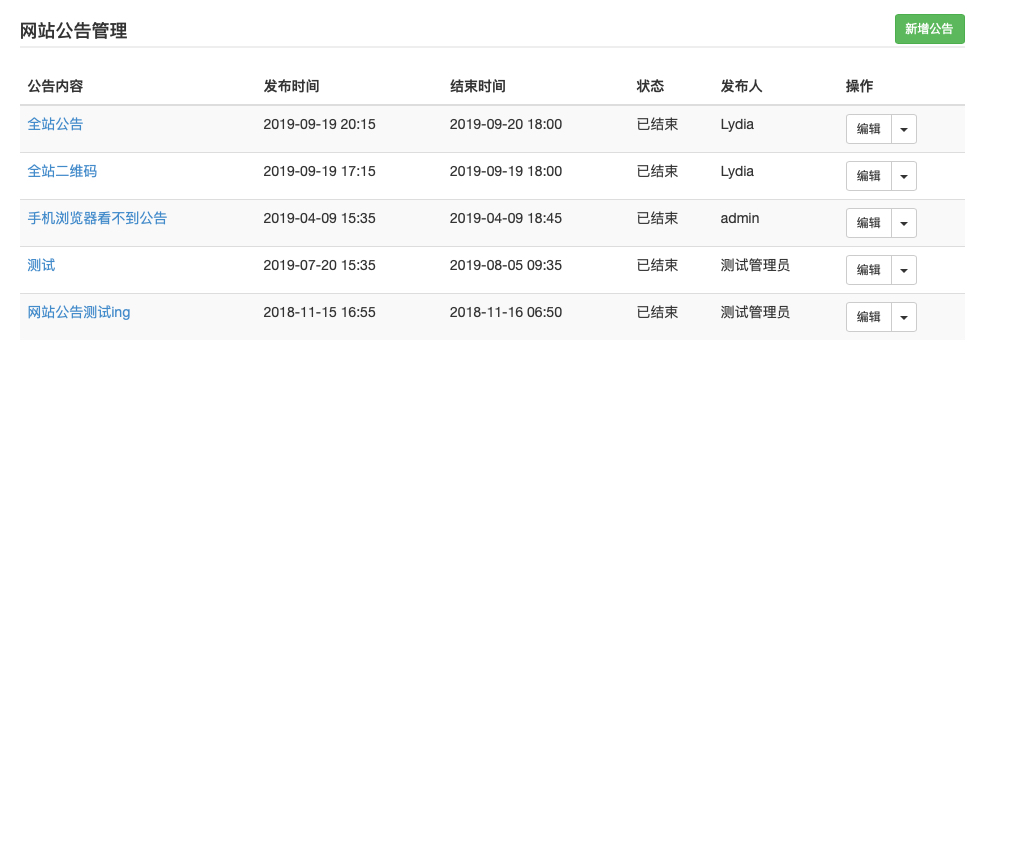 网站公告管理 新增公告
公告内容 发布时间 结束时间 状态 发布人 操作
全站公告 2019-09-19 20:15 2019-09-20 18:00 已结束 Lydia 编辑
全站二维码 2019-09-19 17:15 2019-09-19 18:00 已结束 Lydia 编辑
手机浏览器看不到公告 2019-04-09 15:35 2019-04-09 18:45 已结束 admin 编辑
测试 2019-07-20 15:35 2019-08-05 09:35 已结束 测试管理员 编辑
网站公告测试ing 2018-11-15 16:55 2018-11-16 06:50 已结束 测试管理员 编辑